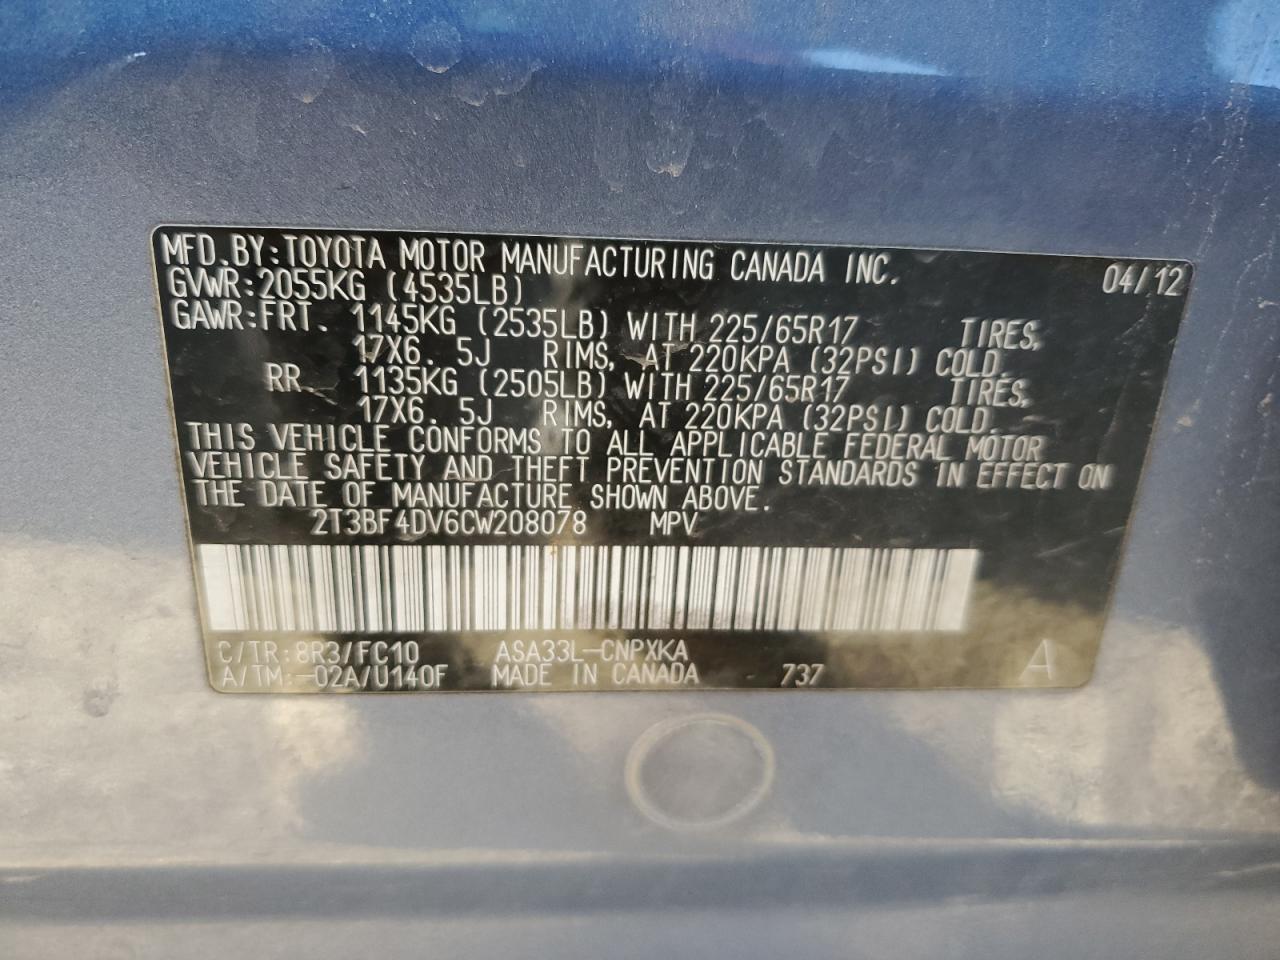 MFD.BY:TOYOTA MOTOR MANUFACTURING CANADA INC. 04/12
GVWR:2055KG (4535LB)
GAWR:FRT. 1145KG (2535LB) WITH 225/65R17 TIRES,
17X6.5J RIMS, AT 220KPA (32PSI) COLD.
RR. 1135KG (2505LB) WITH 225/65R17 TIRES,
17X6.5J RIMS, AT 220KPA (32PSI) COLD.
THIS VEHICLE CONFORMS TO ALL APPLICABLE FEDERAL MOTOR
VEHICLE SAFETY AND THEFT PREVENTION STANDARDS IN EFFECT ON
THE DATE OF MANUFACTURE SHOWN ABOVE.
2T3BF4DV6CW208078 MPV
C/TR:8R3/FC10 ASA33L-CNPXKA
A/TM:-02A/U140F MADE IN CANADA 737 A